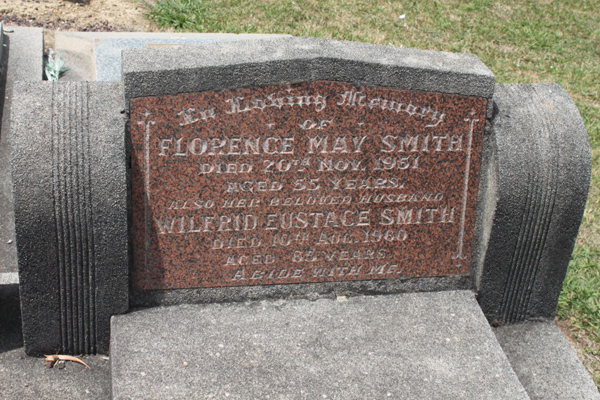 In Loving Memory
OF
FLORENCE MAY SMITH
DIED 20TH NOV. 1951
AGED 55 YEARS.
ALSO HER BELOVED HUSBAND
WILFRID EUSTACE SMITH
DIED 10TH AUG. 1960
AGED 65 YEARS
ABIDE WITH ME.